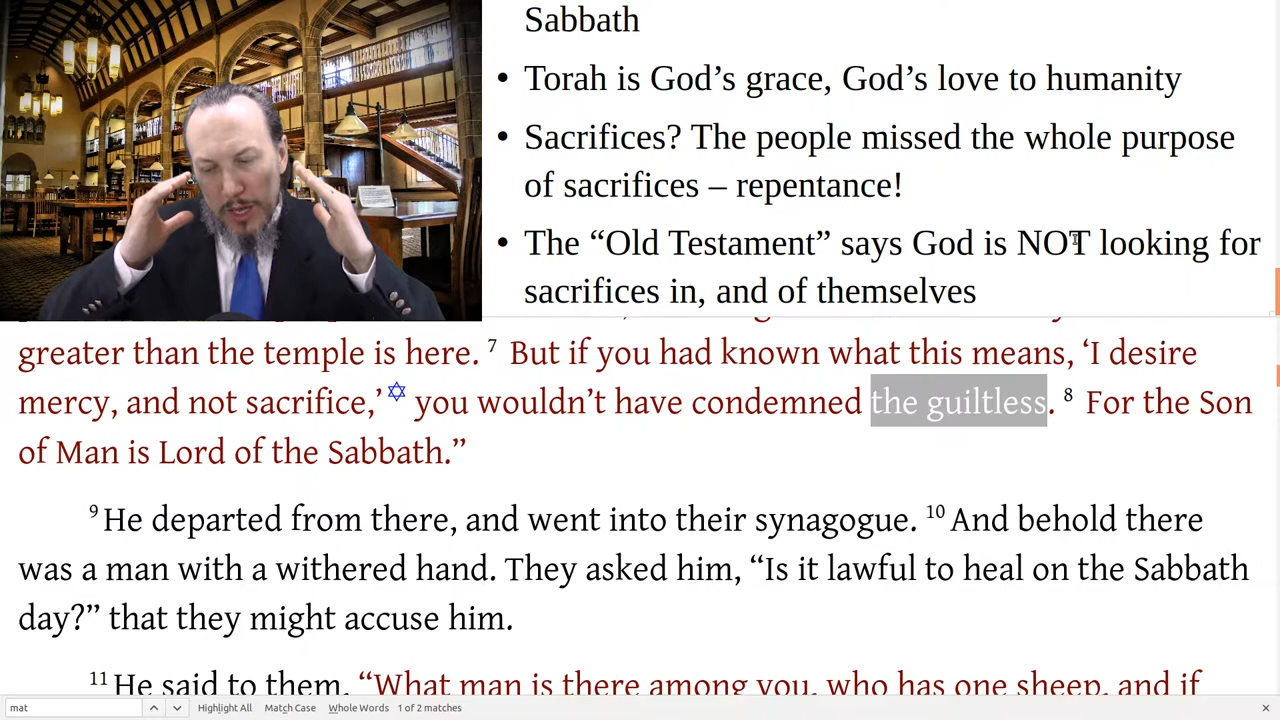 Sabbath
• Torah is God’s grace, God’s love to humanity
• Sacrifices? The people missed the whole purpose
of sacrifices – repentance!
• The “Old Testament” says God is NOT looking for
sacrifices in, and of themselves
greater than the temple is here. 7 But if you had known what this means, ‘I desire
mercy, and not sacrifice,’✡ you wouldn’t have condemned the guiltless. 8 For the Son
of Man is Lord of the Sabbath.”
9 He departed from there, and went into their synagogue. 10 And behold there
was a man with a withered hand. They asked him, “Is it lawful to heal on the Sabbath
day?” that they might accuse him.
11 He said to them, “What man is there among you, who has one sheep, and if
mat Highlight All Match Case Whole Words 1 of 2 matches